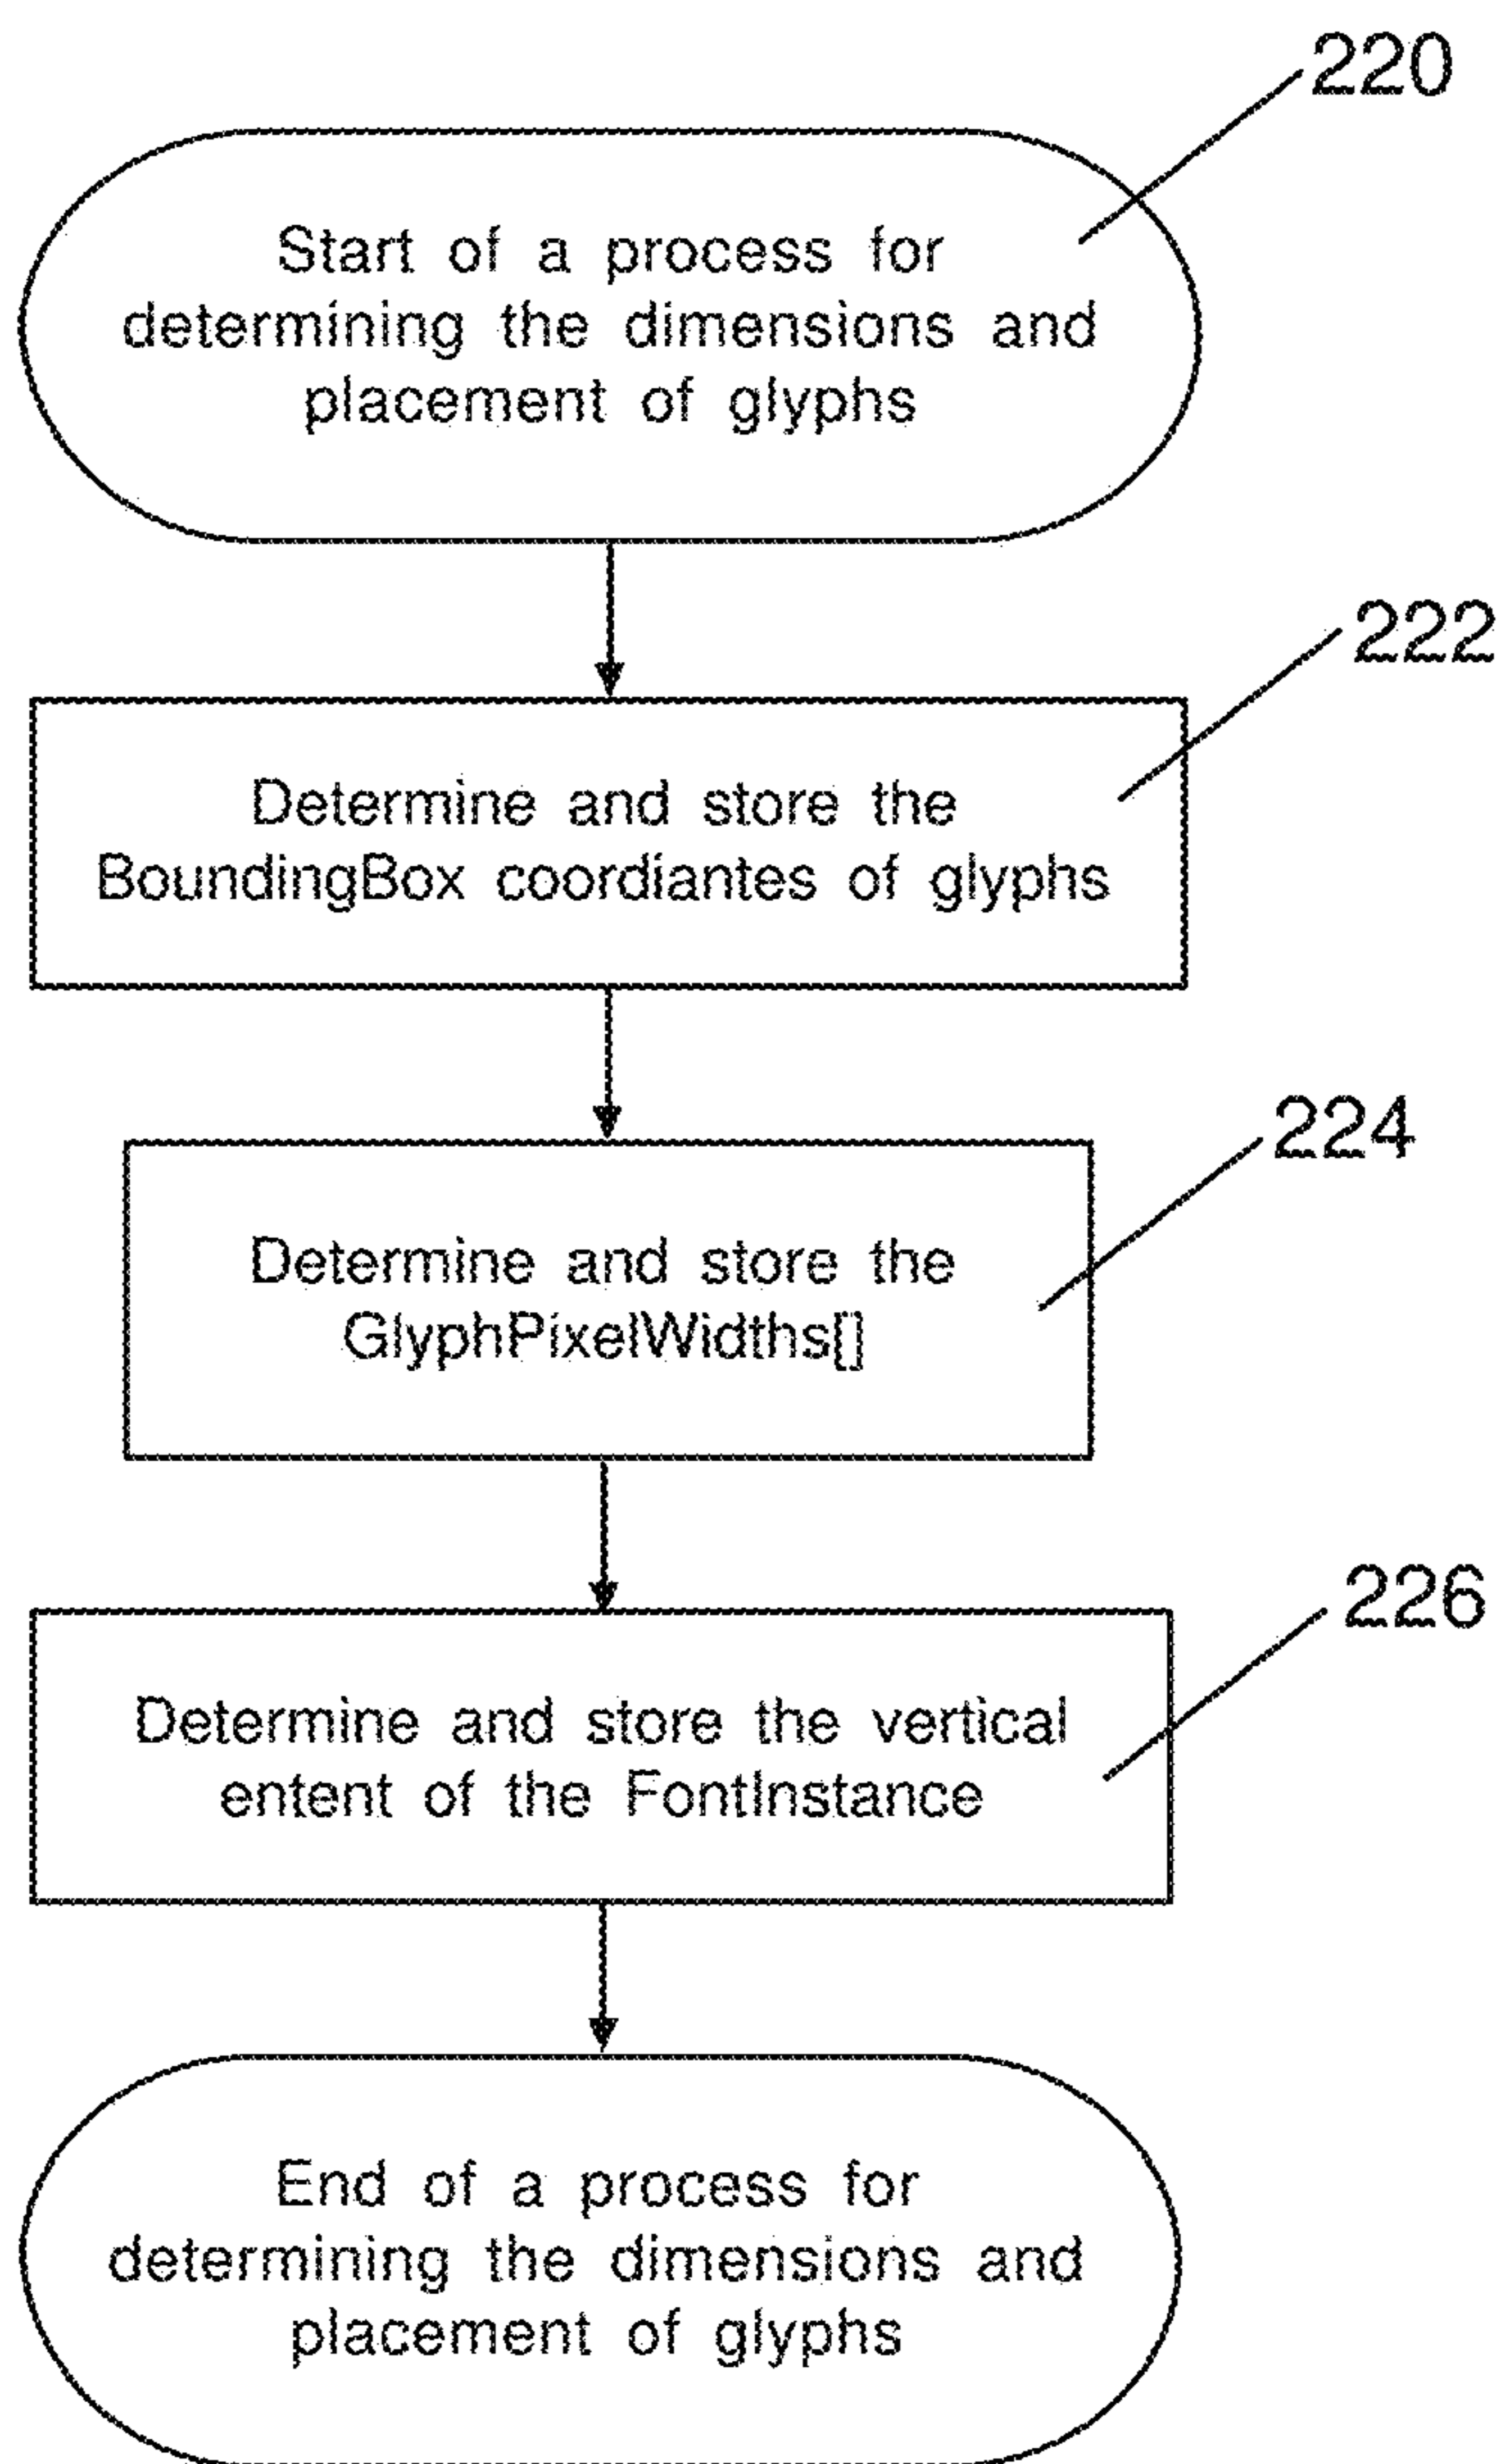 220
Start of a process for
determining the dimensions and
placement of glyphs
222
Determine and store the
BoundingBox coordiantes of glyphs
224
Determine and store the
GlyphPixelWidths[]
226
Determine and store the vertical
entent of the FontInstance
End of a process for
determining the dimensions and
placement of glyphs